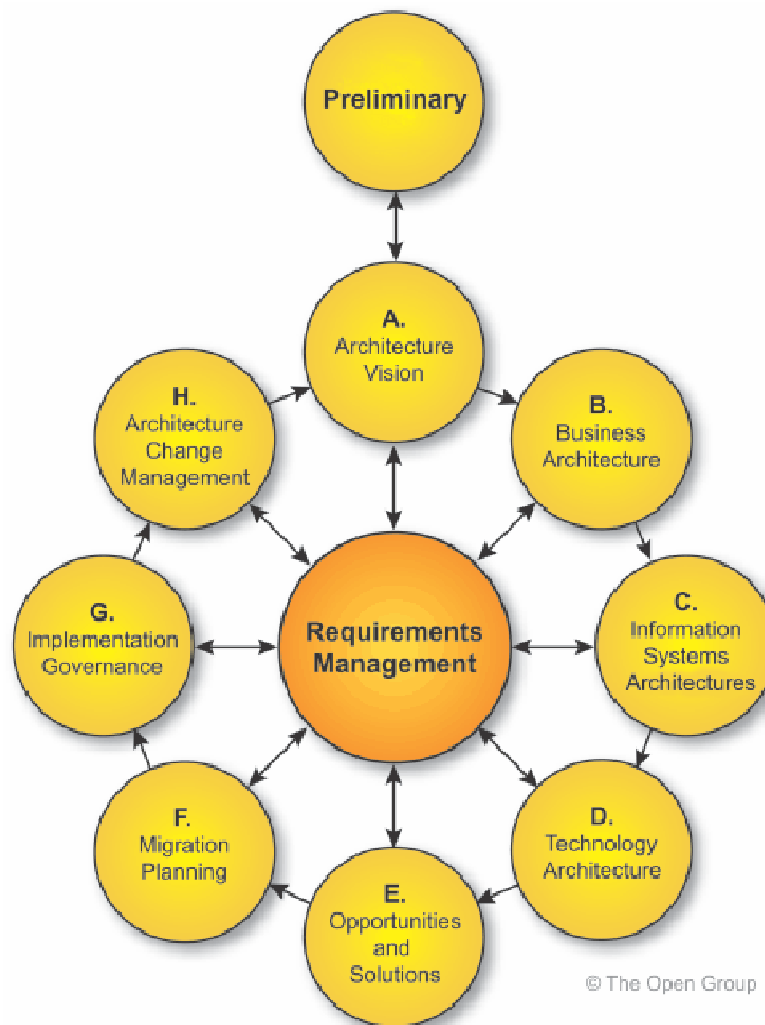 Preliminary
A.
Architecture
Vision
B.
Business
Architecture
C.
Information
Systems
Architectures
D.
Technology
Architecture
E.
Opportunities
and
Solutions
F.
Migration
Planning
G.
Implementation
Governance
H.
Architecture
Change
Management
Requirements
Management
© The Open Group